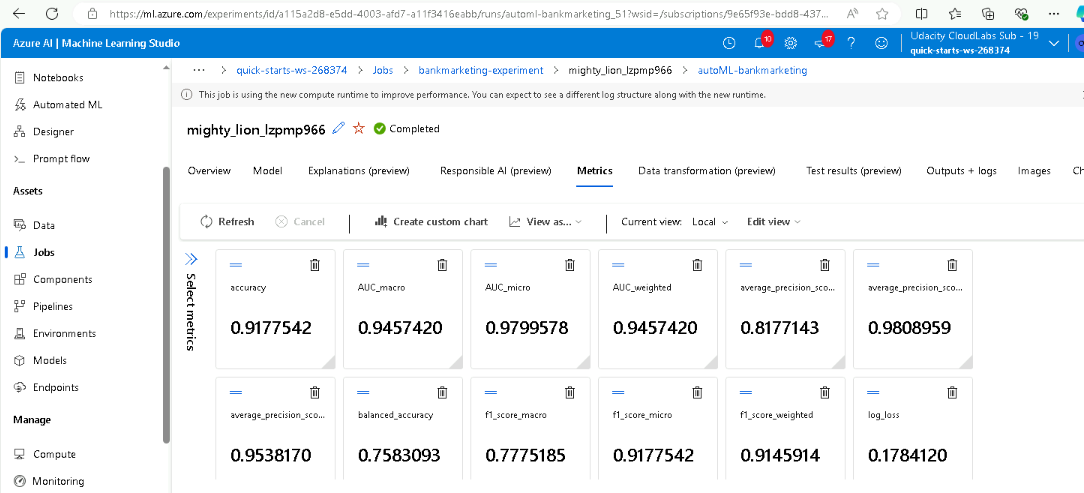 https://ml.azure.com/experiments/id/a115a2d8-e5dd-4003-afd7-a11f3416eabb/runs/automl-bankmarketing_51?wsid=/subscriptions/9e65f93e-bdd8-437...
Azure AI | Machine Learning Studio
10
17
Udacity CloudLabs Sub - 19
quick-starts-ws-268374
Notebooks
Automated ML
Designer
Prompt flow
Assets
Data
Jobs
Components
Pipelines
Environments
Models
Endpoints
Manage
Compute
Monitoring
... > quick-starts-ws-268374 > Jobs > bankmarketing-experiment > mighty_lion_lzpmp966 > autoML-bankmarketing
This job is using the new compute runtime to improve performance. You can expect to see a different log structure along with the new runtime.
mighty_lion_lzpmp966 Completed
Overview Model Explanations (preview) Responsible AI (preview) Metrics Data transformation (preview) Test results (preview) Outputs + logs Images Ch
Refresh Cancel Create custom chart View as... Current view: Local Edit view
Select metrics
accuracy
0.9177542
AUC_macro
0.9457420
AUC_micro
0.9799578
AUC_weighted
0.9457420
average_precision_sco...
0.8177143
average_precision_sco...
0.9808959
average_precision_sco...
0.9538170
balanced_accuracy
0.7583093
f1_score_macro
0.7775185
f1_score_micro
0.9177542
f1_score_weighted
0.9145914
log_loss
0.1784120